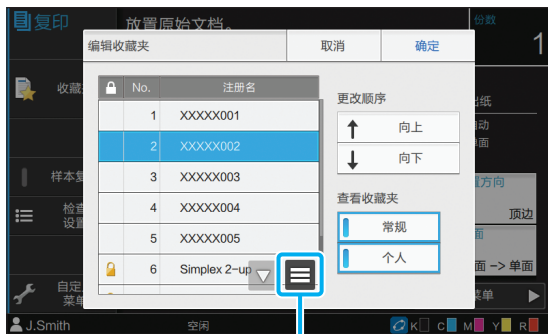 复印
放置原始文档。
份数
1
编辑收藏夹
取消
确定
收藏
No.
注册名
1 XXXXX001
2 XXXXX002
3 XXXXX003
4 XXXXX004
5 XXXXX005
6 Simplex 2-up
更改顺序
向上
向下
查看收藏夹
常规
个人
出纸
自动
单面
样本复
检查
设置
置方向
顶边
面
面 -> 单面
自定
菜单
菜单
J.Smith
空闲
K C M Y R